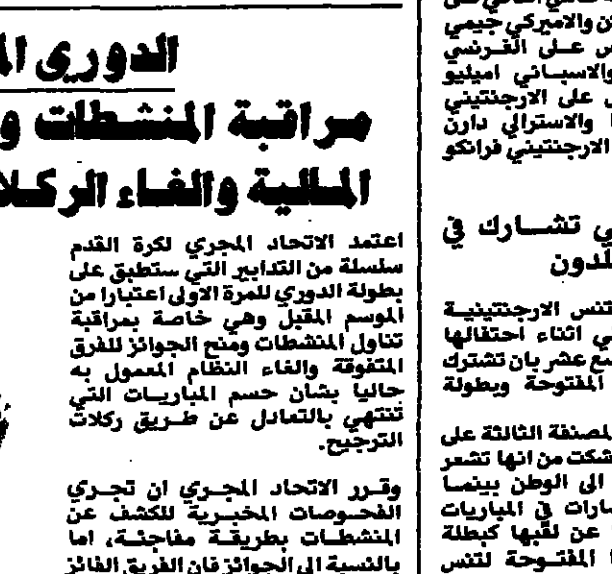 الدوري
مراقبة المنشطات و
المالية والغاء الركلا
اعتمد الاتحاد المجري لكرة القدم
سلسلة من التدابير التي ستطبق على
بطولة الدوري للمرة الاولى اعتبارا من
الموسم المقبل وهي خاصة بمراقبة
تناول المنشطات ومنح الجوائز للفرق
المتفوقة والغاء النظام المعمول به
حاليا بشان حسم المباريات التي
تنتهي بالتعادل عن طريق ركلات
الترجيح.
وقرر الاتحاد المجري ان تجري
الفحوصات المخبرية للكشف عن
المنشطات بطريقة مفاجئة، اما
بالنسبة الى الجوائز فان الفريق الفائز
والاميركي جيمي
على الفرنسي
والاسباني اميليو
على الارجنتيني
والاسترالي دارن
الارجنتيني فرانكو
تشارك في
تنس الارجنتينية
اثناء احتفالها
عشر بان تشترك
المفتوحة وبطولة
المصنفة الثالثة على
شكت من انها تشعر
الى الوطن بينما
في المباريات
عن لقبها كبطلة
المفتوحة لتنس